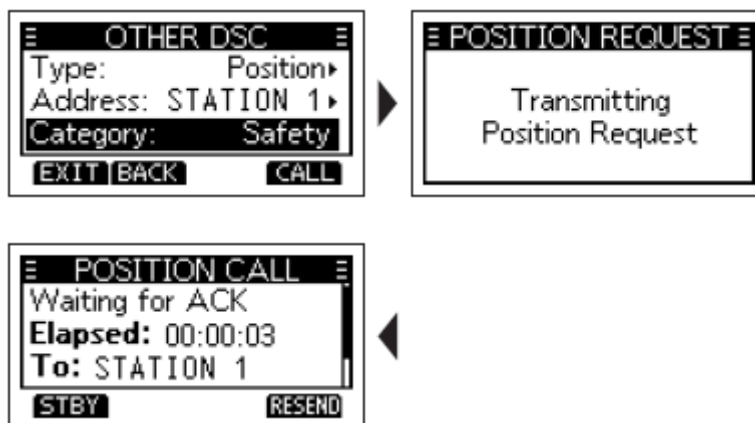 OTHER DSC
Type: Position
Address: STATION 1
Category: Safety
EXIT BACK CALL
POSITION REQUEST
Transmitting
Position Request
POSITION CALL
Waiting for ACK
Elapsed: 00:00:03
To: STATION 1
STBY RESEND